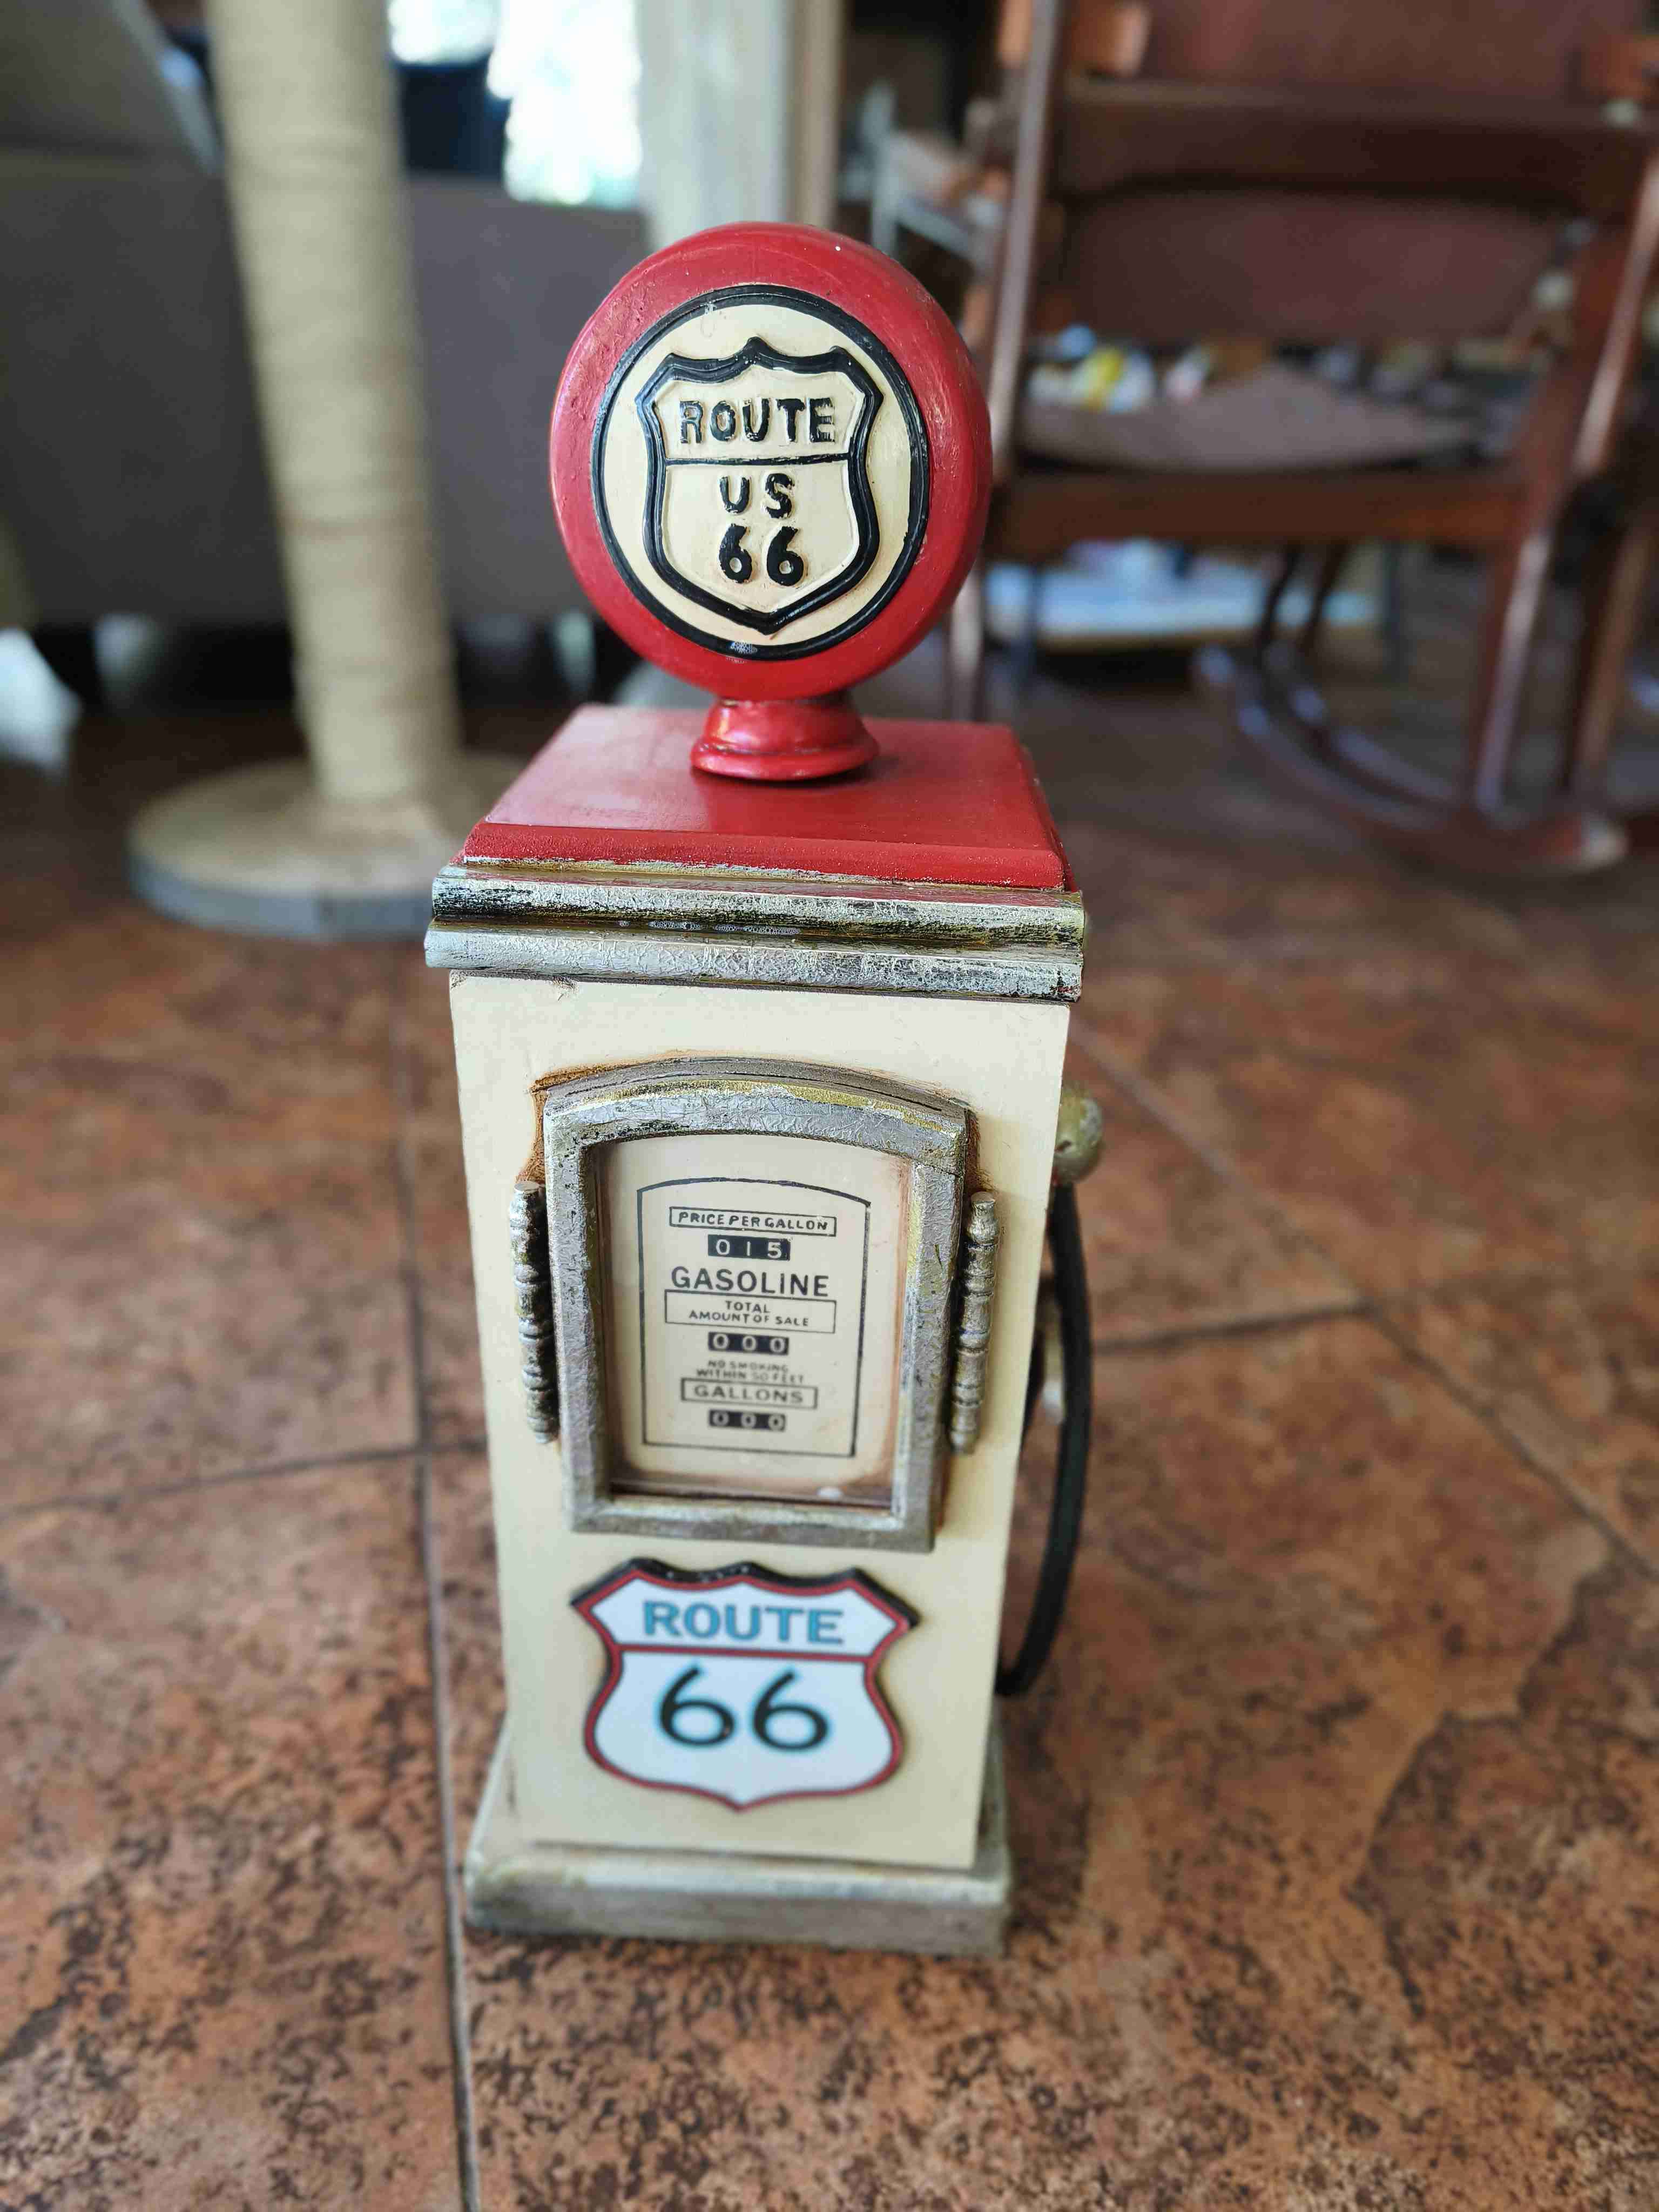 ROUTE
US
66
PRICE PER GALLON
015
GASOLINE
TOTAL
AMOUNT OF SALE
000
NO SMOKING
WITHIN 50 FEET
GALLONS
000
ROUTE
66